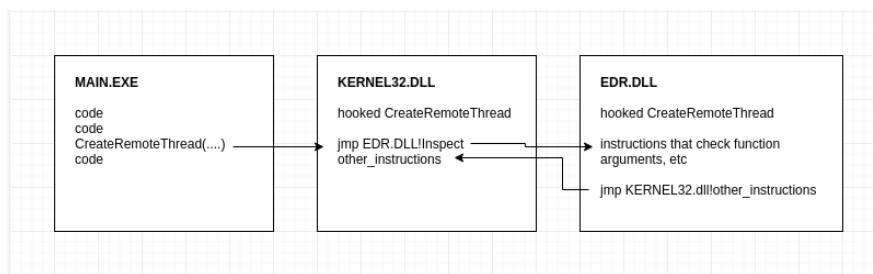 MAIN.EXE
code
code
CreateRemoteThread(....)
code
KERNEL32.DLL
hooked CreateRemoteThread
jmp EDR.DLL!Inspect
other_instructions
EDR.DLL
hooked CreateRemoteThread
instructions that check function
arguments, etc
jmp KERNEL32.dll!other_instructions